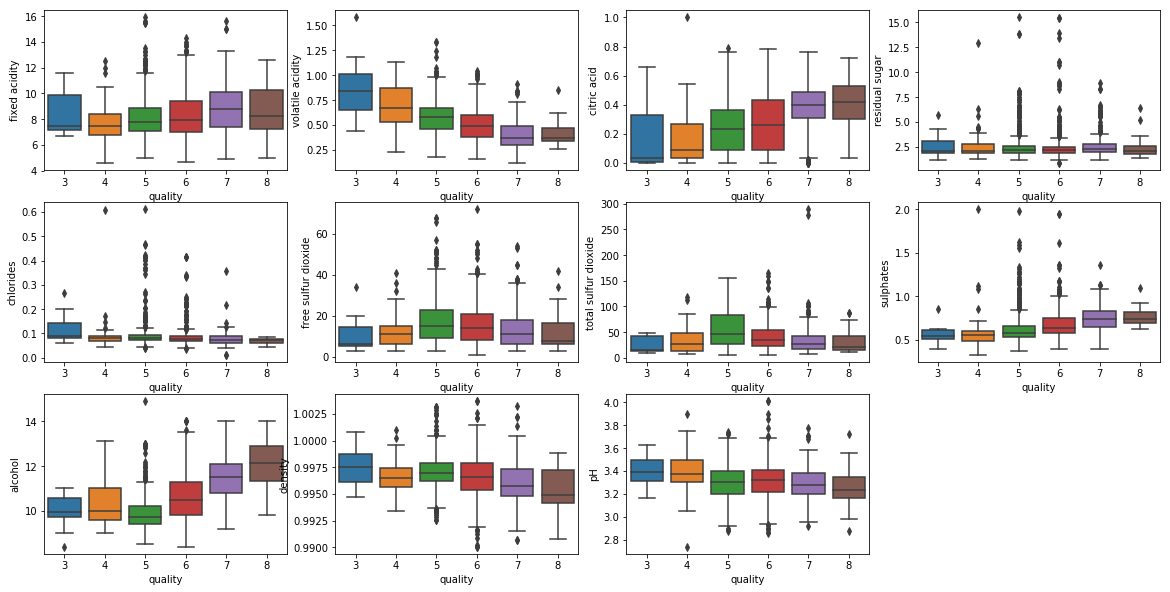 fixed acidity
16
14
12
10
8
6
4
3 4 5 6 7 8
quality
volatile acidity
1.50
1.25
1.00
0.75
0.50
0.25
3 4 5 6 7 8
quality
citric acid
1.0
0.8
0.6
0.4
0.2
0.0
3 4 5 6 7 8
quality
residual sugar
15.0
12.5
10.0
7.5
5.0
2.5
3 4 5 6 7 8
quality
chlorides
0.6
0.5
0.4
0.3
0.2
0.1
0.0
3 4 5 6 7 8
quality
free sulfur dioxide
60
40
20
0
3 4 5 6 7 8
quality
total sulfur dioxide
300
250
200
150
100
50
0
3 4 5 6 7 8
quality
sulphates
2.0
1.5
1.0
0.5
3 4 5 6 7 8
quality
alcohol
14
12
10
3 4 5 6 7 8
quality
density
1.0025
1.0000
0.9975
0.9950
0.9925
0.9900
3 4 5 6 7 8
quality
pH
4.0
3.8
3.6
3.4
3.2
3.0
2.8
3 4 5 6 7 8
quality